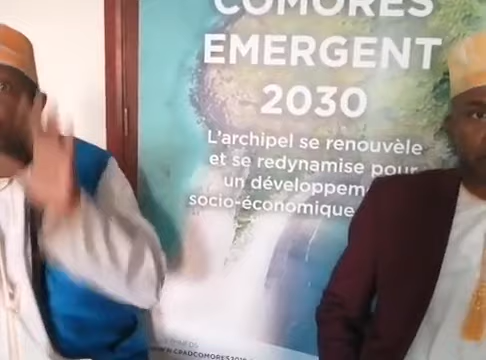 COMORES
EMERGENT
2030
L'archipel se renouvèle
et se redynamise pour
un développem
socio-économique